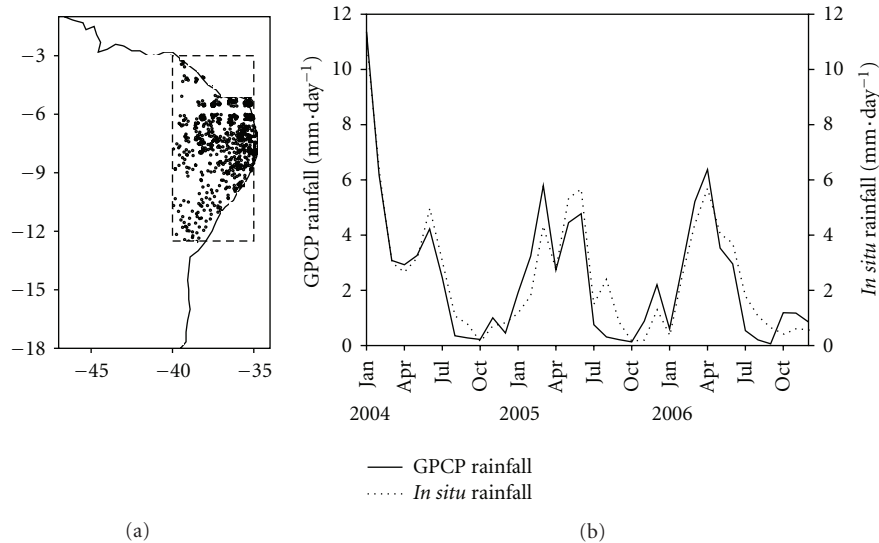 −3
−6
−9
−12
−15
−18
−45
−40
−35
(a)
GPCP rainfall (mm·day−1)
12
10
8
6
4
2
0
12
10
8
6
4
2
0
In situ rainfall (mm·day−1)
Jan
Apr
Jul
Oct
Jan
Apr
Jul
Oct
Jan
Apr
Jul
Oct
2004
2005
2006
GPCP rainfall
In situ rainfall
(b)